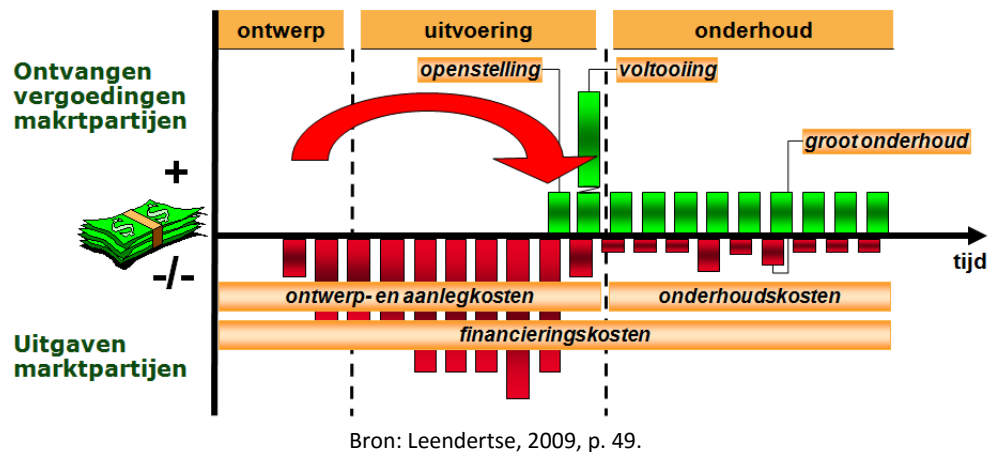 ontwerp
uitvoering
onderhoud
openstelling
voltooiing
Ontvangen
vergoedingen
makrtpartijen
groot onderhoud
+
$
$
-/-
tijd
ontwerp- en aanlegkosten
onderhoudskosten
financieringskosten
Uitgaven
marktpartijen
Bron: Leendertse, 2009, p. 49.